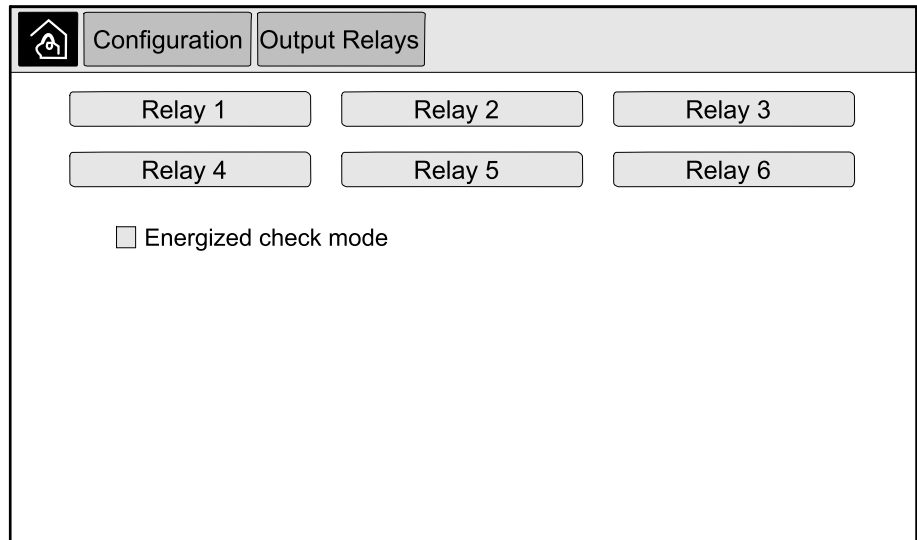 Configuration Output Relays
Relay 1 Relay 2 Relay 3
Relay 4 Relay 5 Relay 6
Energized check mode